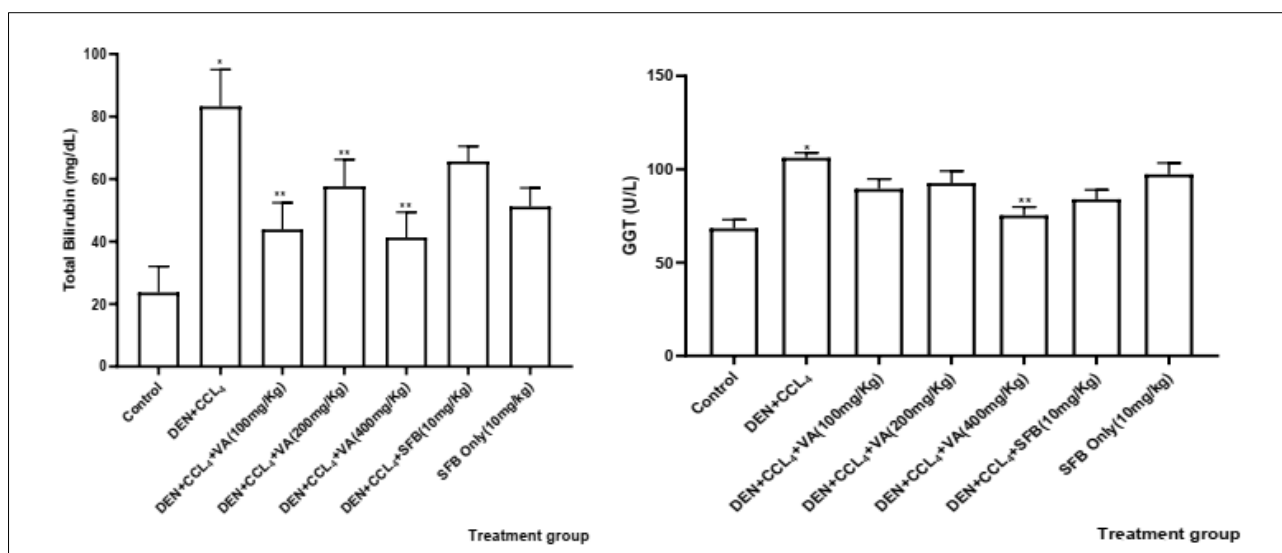 100
80
60
40
20
0
Total Bilirubin (mg/dL)
*
**
**
**
Control
DEN+CCL₄
DEN+CCL₄+VA(100mg/Kg)
DEN+CCL₄+VA(200mg/Kg)
DEN+CCL₄+VA(400mg/Kg)
DEN+CCL₄+SFB(10mg/Kg)
SFB Only(10mg/kg)
Treatment group
150
100
50
0
GGT (U/L)
*
**
Control
DEN+CCL₄
DEN+CCL₄+VA(100mg/Kg)
DEN+CCL₄+VA(200mg/Kg)
DEN+CCL₄+VA(400mg/Kg)
DEN+CCL₄+SFB(10mg/Kg)
SFB Only(10mg/kg)
Treatment group